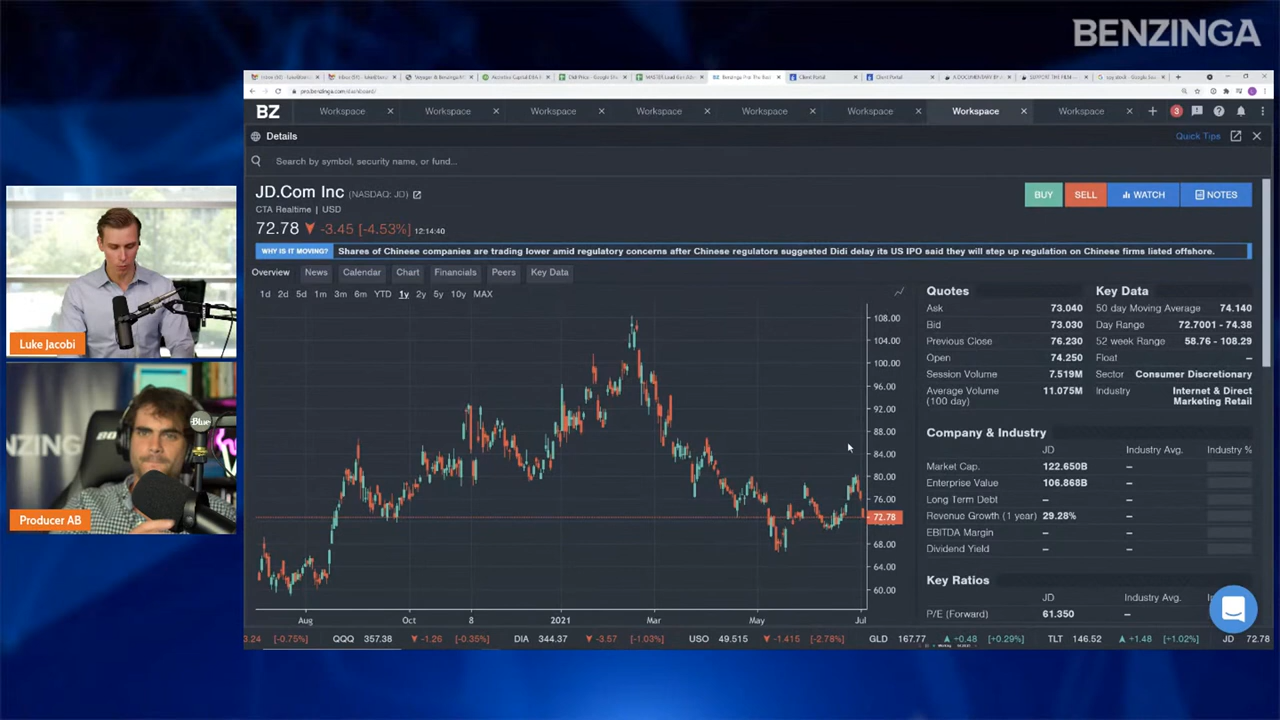 BENZINGA
pro.benzinga.com/dashboard/
BZ Workspace Workspace Workspace Workspace Workspace Workspace Workspace Workspace 3
Details Quick Tips
Search by symbol, security name, or fund...
JD.Com Inc (NASDAQ: JD)
BUY SELL WATCH NOTES
CTA Realtime | USD
72.78 -3.45 [-4.53%] 12:14:40
WHY IS IT MOVING? Shares of Chinese companies are trading lower amid regulatory concerns after Chinese regulators suggested Didi delay its US IPO said they will step up regulation on Chinese firms listed offshore.
Overview News Calendar Chart Financials Peers Key Data
1d 2d 5d 1m 3m 6m YTD 1y 2y 5y 10y MAX
108.00
104.00
100.00
96.00
92.00
88.00
84.00
80.00
76.00
72.78
68.00
64.00
60.00
Aug Oct 8 2021 Mar May Jul
Quotes Key Data
Ask 73.040 50 day Moving Average 74.140
Bid 73.030 Day Range 72.7001 - 74.38
Previous Close 76.230 52 week Range 58.76 - 108.29
Open 74.250 Float –
Session Volume 7.519M Sector Consumer Discretionary
Average Volume (100 day) 11.075M Industry Internet & Direct Marketing Retail
Company & Industry
JD Industry Avg. Industry %
Market Cap. 122.650B –
Enterprise Value 106.868B –
Long Term Debt – –
Revenue Growth (1 year) 29.28% –
EBITDA Margin – –
Dividend Yield – –
Key Ratios
JD Industry Avg.
P/E (Forward) 61.350 –
3.24 [-0.75%] QQQ 357.38 -1.26 [-0.35%] DIA 344.37 -3.57 [-1.03%] USO 49.515 -1.415 [-2.78%] GLD 167.77 +0.48 [+0.29%] TLT 146.52 +1.48 [+1.02%] JD 72.78
Luke Jacobi
NZINGA
Blue
Producer AB